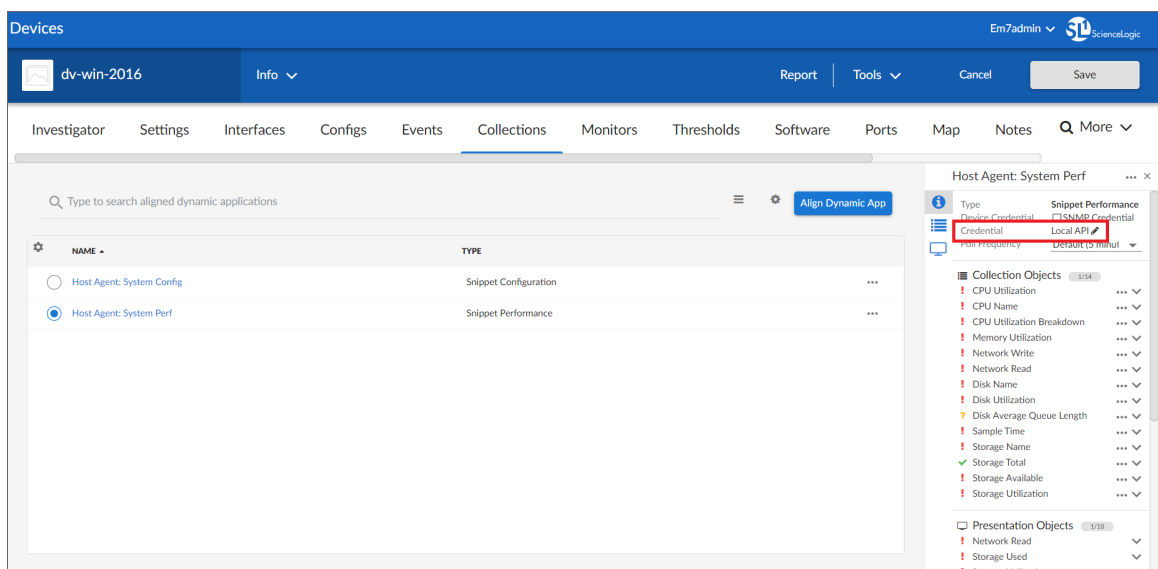 Devices
Em7admin
SL1 ScienceLogic
dv-win-2016
Info
Report
Tools
Cancel
Save
Investigator Settings Interfaces Configs Events Collections Monitors Thresholds Software Ports Map Notes More
Type to search aligned dynamic applications
Align Dynamic App
NAME TYPE
Host Agent: System Config Snippet Configuration ...
Host Agent: System Perf Snippet Performance ...
Host Agent: System Perf ... ×
Type Snippet Performance
Device Credential SNMP Credential
Credential Local API
Poll Frequency Default (5 minut
Collection Objects 1/14
! CPU Utilization ...
! CPU Name ...
! CPU Utilization Breakdown ...
! Memory Utilization ...
! Network Write ...
! Network Read ...
! Disk Name ...
! Disk Utilization ...
? Disk Average Queue Length ...
! Sample Time ...
! Storage Name ...
Storage Total ...
! Storage Available ...
! Storage Utilization ...
Presentation Objects 1/10
! Network Read
! Storage Used